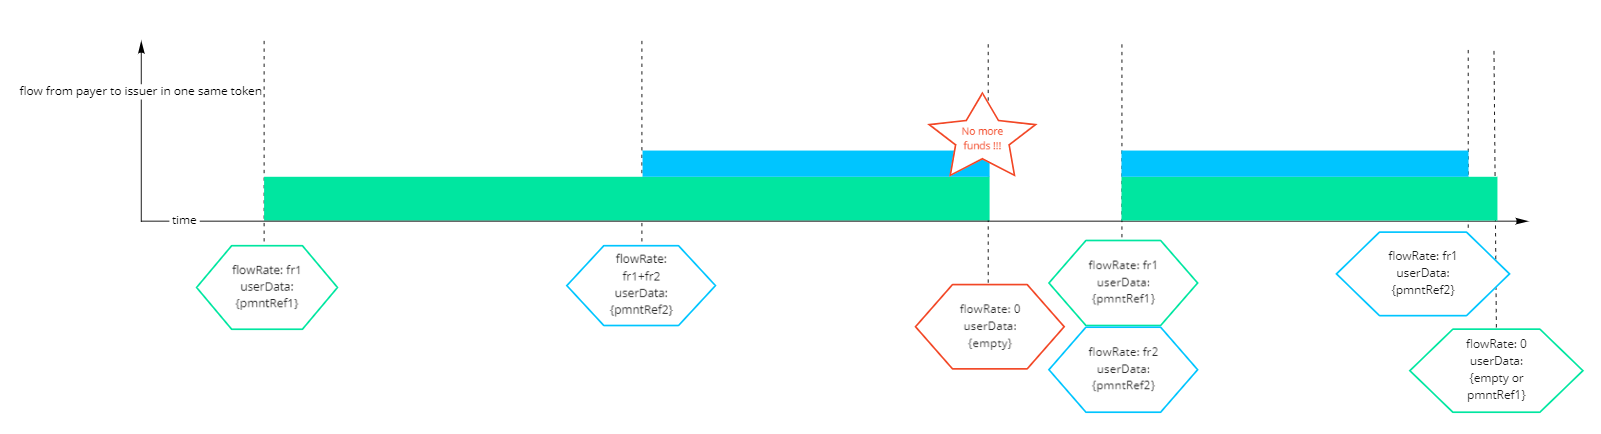 flow from payer to issuer in one same token
No more
funds !!!
time
flowRate: fr1
userData:
{pmntRef1}
flowRate:
fr1+fr2
userData:
{pmntRef2}
flowRate: 0
userData:
{empty}
flowRate: fr1
userData:
{pmntRef1}
flowRate: fr2
userData:
{pmntRef2}
flowRate: fr1
userData:
{pmntRef2}
flowRate: 0
userData:
{empty or
pmntRef1}